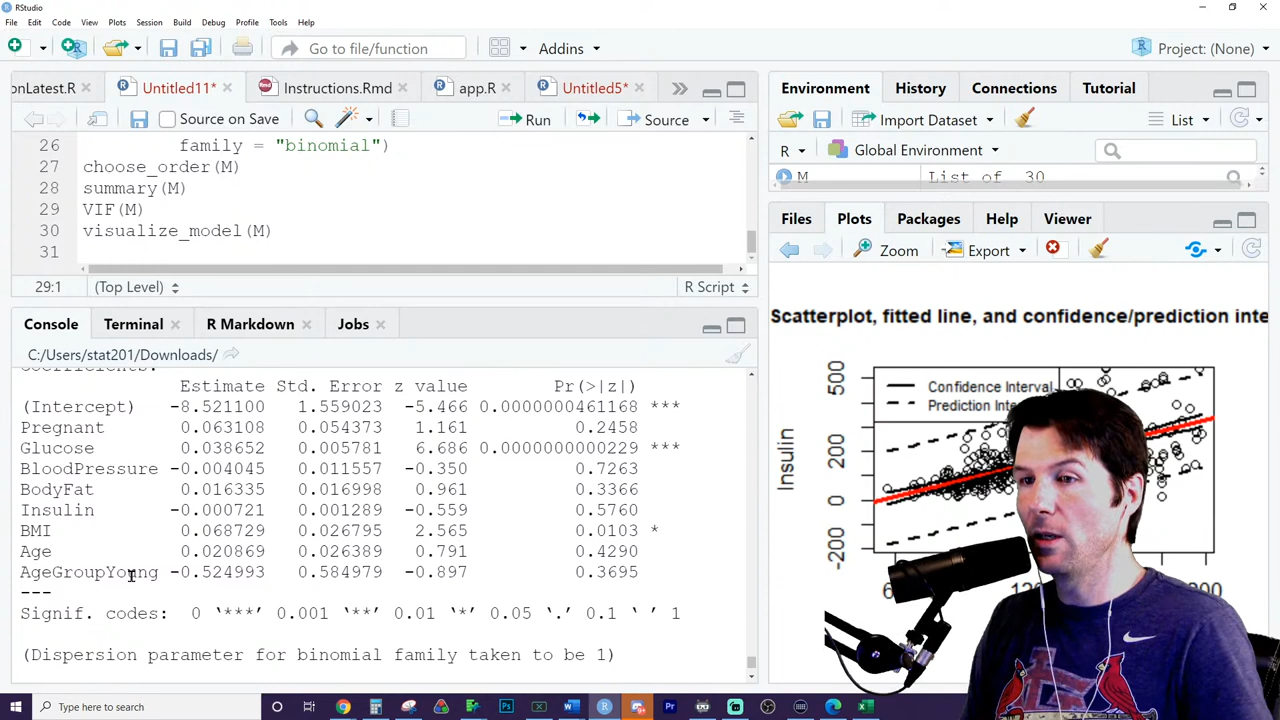 RStudio
File Edit Code View Plots Session Build Debug Profile Tools Help
Go to file/function
Addins
Project: (None)
onLatest.R
Untitled11*
Instructions.Rmd
app.R
Untitled5*
Source on Save
Run
Source
26 family = "binomial")
27 choose_order(M)
28 summary(M)
29 VIF(M)
30 visualize_model(M)
31
29:1 (Top Level) R Script
Console Terminal R Markdown Jobs
C:/Users/stat201/Downloads/
Coefficients:
Estimate Std. Error z value Pr(>|z|)
(Intercept) -8.521100 1.559023 -5.466 0.0000000461168 ***
Pregnant 0.063108 0.054373 1.161 0.2458
Glucose 0.038652 0.005781 6.686 0.0000000000229 ***
BloodPressure -0.004045 0.011557 -0.350 0.7263
BodyFat 0.016335 0.016998 0.961 0.3366
Insulin -0.000721 0.001289 -0.559 0.5760
BMI 0.068729 0.026795 2.565 0.0103 *
Age 0.020869 0.026389 0.791 0.4290
AgeGroupYoung -0.524993 0.584979 -0.897 0.3695
---
Signif. codes: 0 ‘***’ 0.001 ‘**’ 0.01 ‘*’ 0.05 ‘.’ 0.1 ‘ ’ 1
(Dispersion parameter for binomial family taken to be 1)
Environment History Connections Tutorial
Import Dataset
List
R
Global Environment
M List of 30
Files Plots Packages Help Viewer
Zoom
Export
Scatterplot, fitted line, and confidence/prediction inte
Confidence Interval
Prediction Inte
Insulin
500
200
0
-200
Type here to search